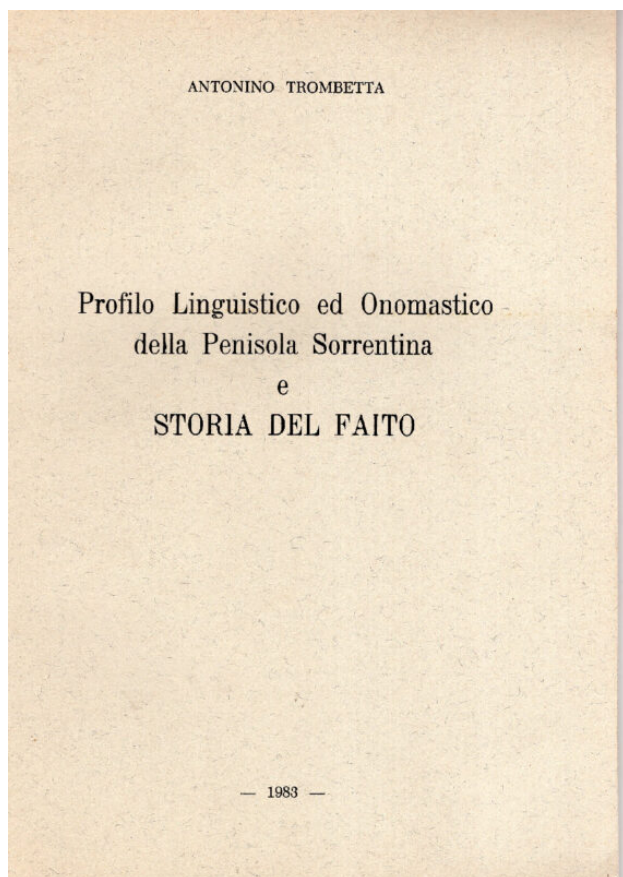 ANTONINO TROMBETTA
Profilo Linguistico ed Onomastico
della Penisola Sorrentina
e
STORIA DEL FAITO
— 1983 —